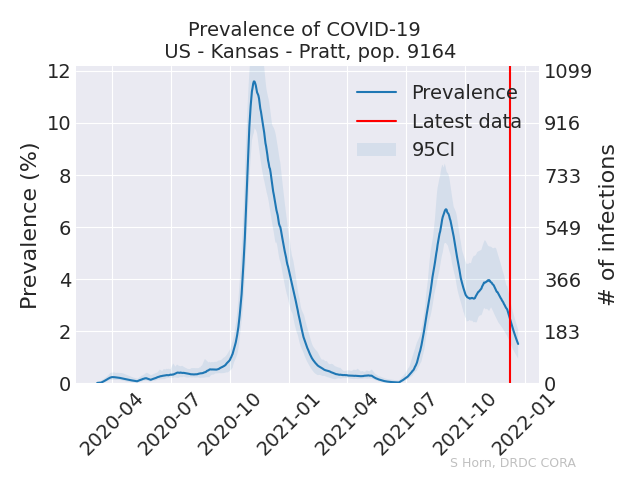 Prevalence of COVID-19
US - Kansas - Pratt, pop. 9164
Prevalence (%)
12
10
8
6
4
2
0
1099
916
733
549
366
183
0
# of infections
Prevalence
Latest data
95CI
2020-04
2020-07
2020-10
2021-01
2021-04
2021-07
2021-10
2022-01
S Horn, DRDC CORA